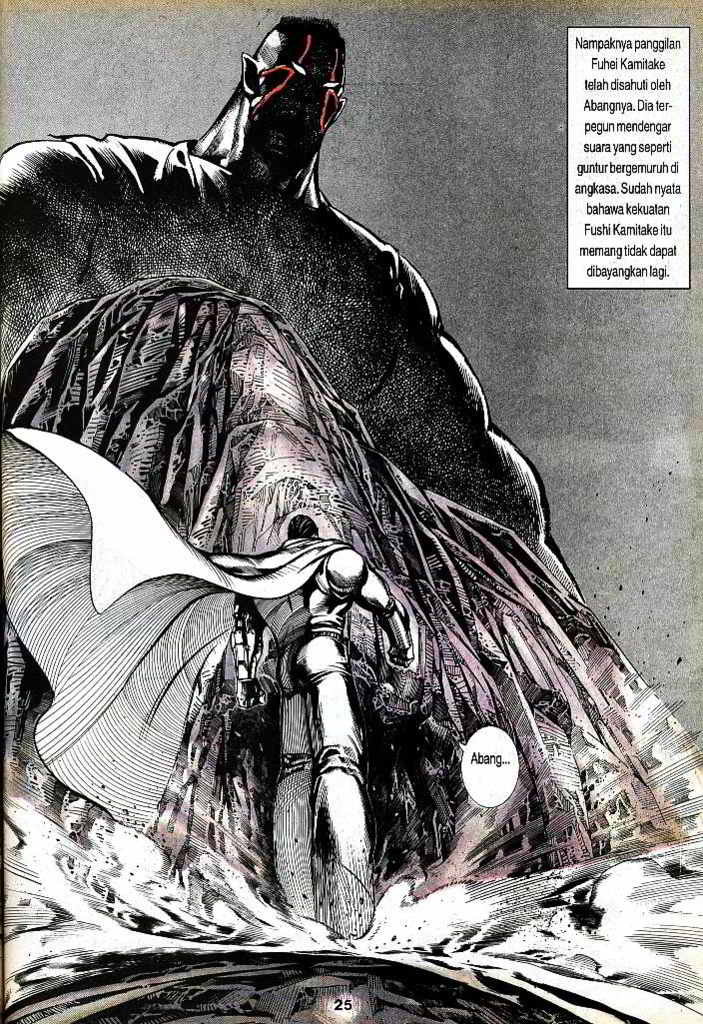 Nampaknya panggilan
Fuhei Kamitake
telah disahuti oleh
Abangnya. Dia ter-
pegun mendengar
suara yang seperti
guntur bergemuruh di
angkasa. Sudah nyata
bahawa kekuatan
Fushi Kamitake itu
memang tidak dapat
dibayangkan lagi.
Abang...
25